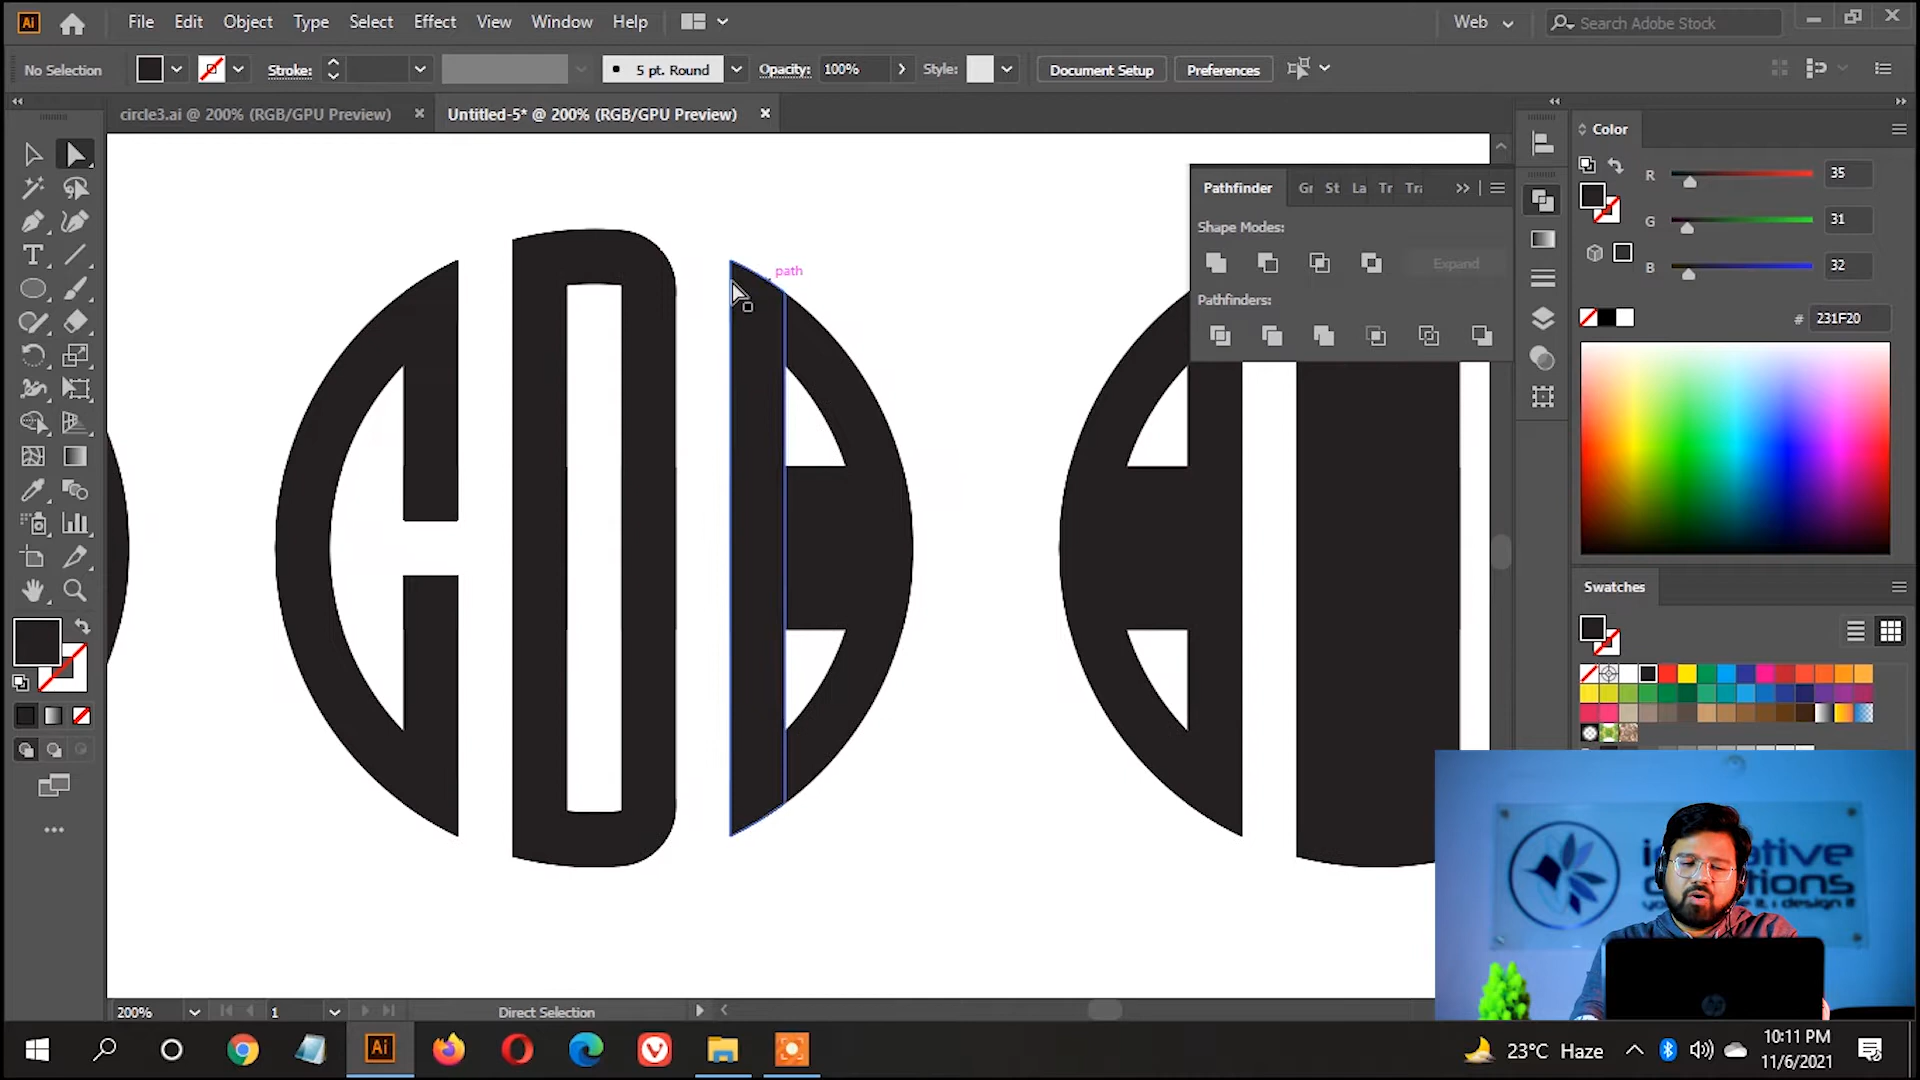 Ai File Edit Object Type Select Effect View Window Help Web Search Adobe Stock
No Selection Stroke: 5 pt. Round Opacity: 100% Style: Document Setup Preferences
circle3.ai @ 200% (RGB/GPU Preview) × Untitled-5* @ 200% (RGB/GPU Preview) ×
Color
R 35
G 31
B 32
# 231F20
Pathfinder Gr St La Tr Tra
Shape Modes:
Expand
Pathfinders:
path
Swatches
200% 1 Direct Selection
Ai 23°C Haze 10:11 PM
11/6/2021